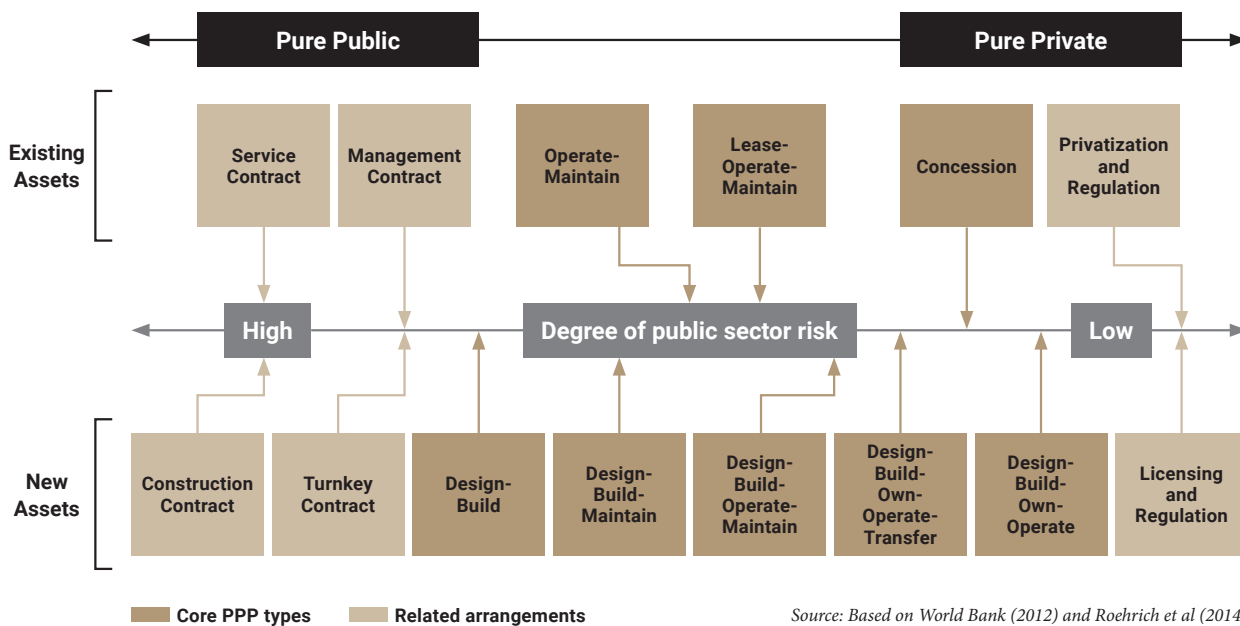 Pure Public
Pure Private
Existing
Assets
Service
Contract
Management
Contract
Operate-
Maintain
Lease-
Operate-
Maintain
Concession
Privatization
and
Regulation
High
Degree of public sector risk
Low
New
Assets
Construction
Contract
Turnkey
Contract
Design-
Build
Design-
Build-
Maintain
Design-
Build-
Operate-
Maintain
Design-
Build-
Own-
Operate-
Transfer
Design-
Build-
Own-
Operate
Licensing
and
Regulation
Core PPP types
Related arrangements
Source: Based on World Bank (2012) and Roehrich et al (2014